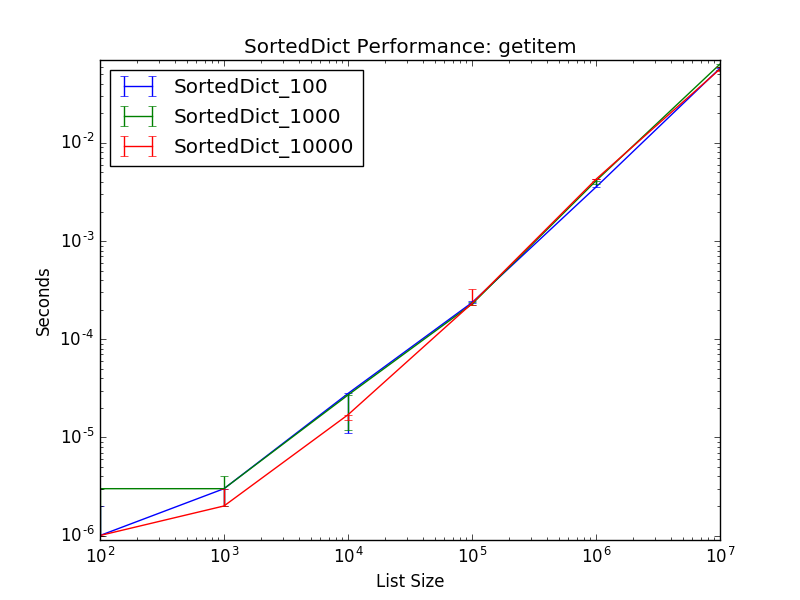 SortedDict Performance: getitem
SortedDict_100
SortedDict_1000
SortedDict_10000
10^-2
10^-3
10^-4
10^-5
10^-6
Seconds
10^2 10^3 10^4 10^5 10^6 10^7
List Size